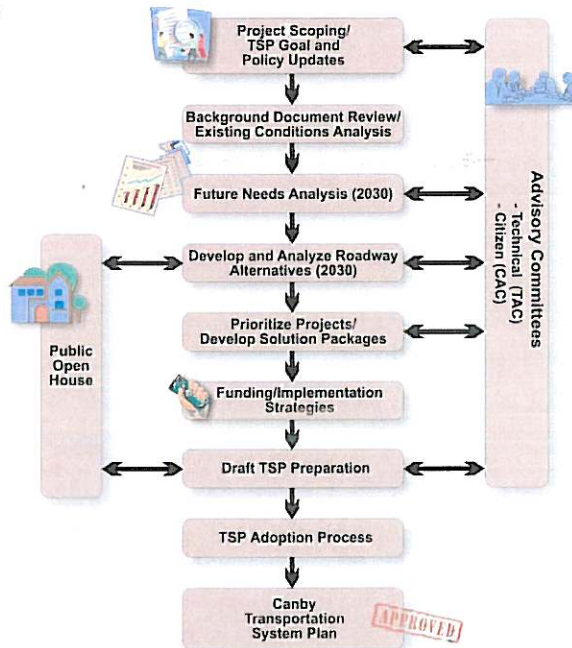 Project Scoping/
TSP Goal and
Policy Updates
Background Document Review/
Existing Conditions Analysis
Future Needs Analysis (2030)
Develop and Analyze Roadway
Alternatives (2030)
Prioritize Projects/
Develop Solution Packages
Funding/Implementation
Strategies
Draft TSP Preparation
TSP Adoption Process
Canby
Transportation
System Plan
APPROVED
Public
Open
House
Advisory Committees
- Technical (TAC)
- Citizen (CAC)